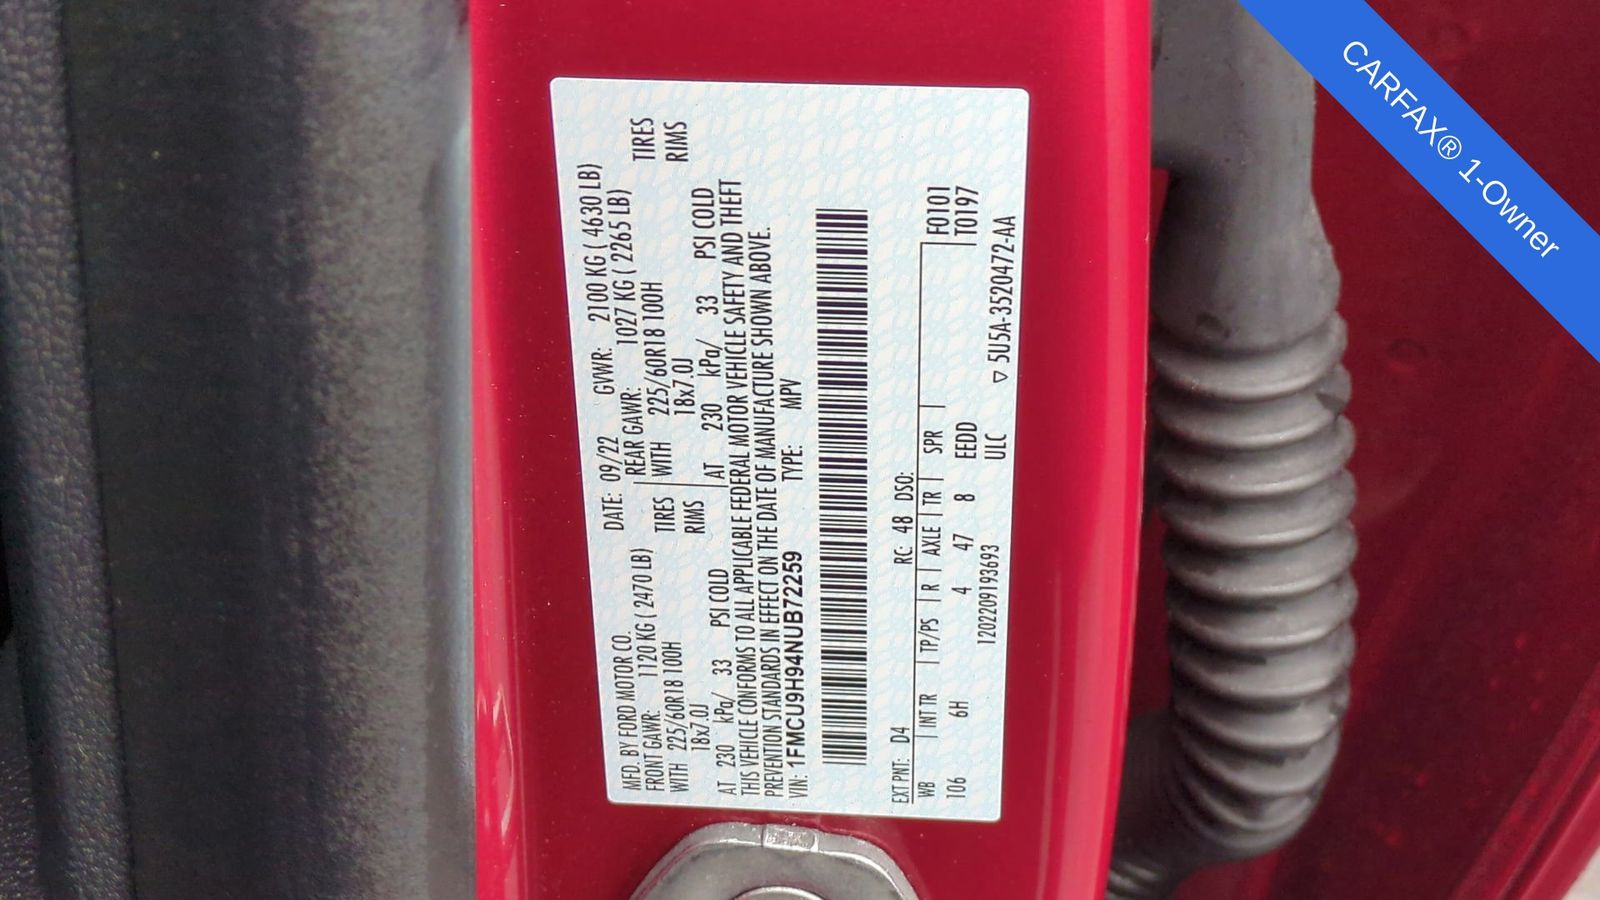 MFD. BY FORD MOTOR CO.
DATE: 09/22 GVWR: 2100 KG ( 4630 LB)
FRONT GAWR: 1120 KG ( 2470 LB) REAR GAWR: 1027 KG ( 2265 LB)
WITH 225/60R18 100H TIRES WITH 225/60R18 100H TIRES
18x7.0J RIMS 18x7.0J RIMS
AT 230 kPa/ 33 PSI COLD AT 230 kPa/ 33 PSI COLD
THIS VEHICLE CONFORMS TO ALL APPLICABLE FEDERAL MOTOR VEHICLE SAFETY AND THEFT
PREVENTION STANDARDS IN EFFECT ON THE DATE OF MANUFACTURE SHOWN ABOVE.
VIN: 1FMCU9H94NUB72259 TYPE: MPV
F0101
T0197
EXT PNT: D4 RC: 48 DSO:
WB INT TR TP/PS R AXLE TR SPR
106 6H 4 47 8 EEDD
120220919​3693 ULC ▽ 5U5A-3520472-AA
CARFAX® 1-Owner